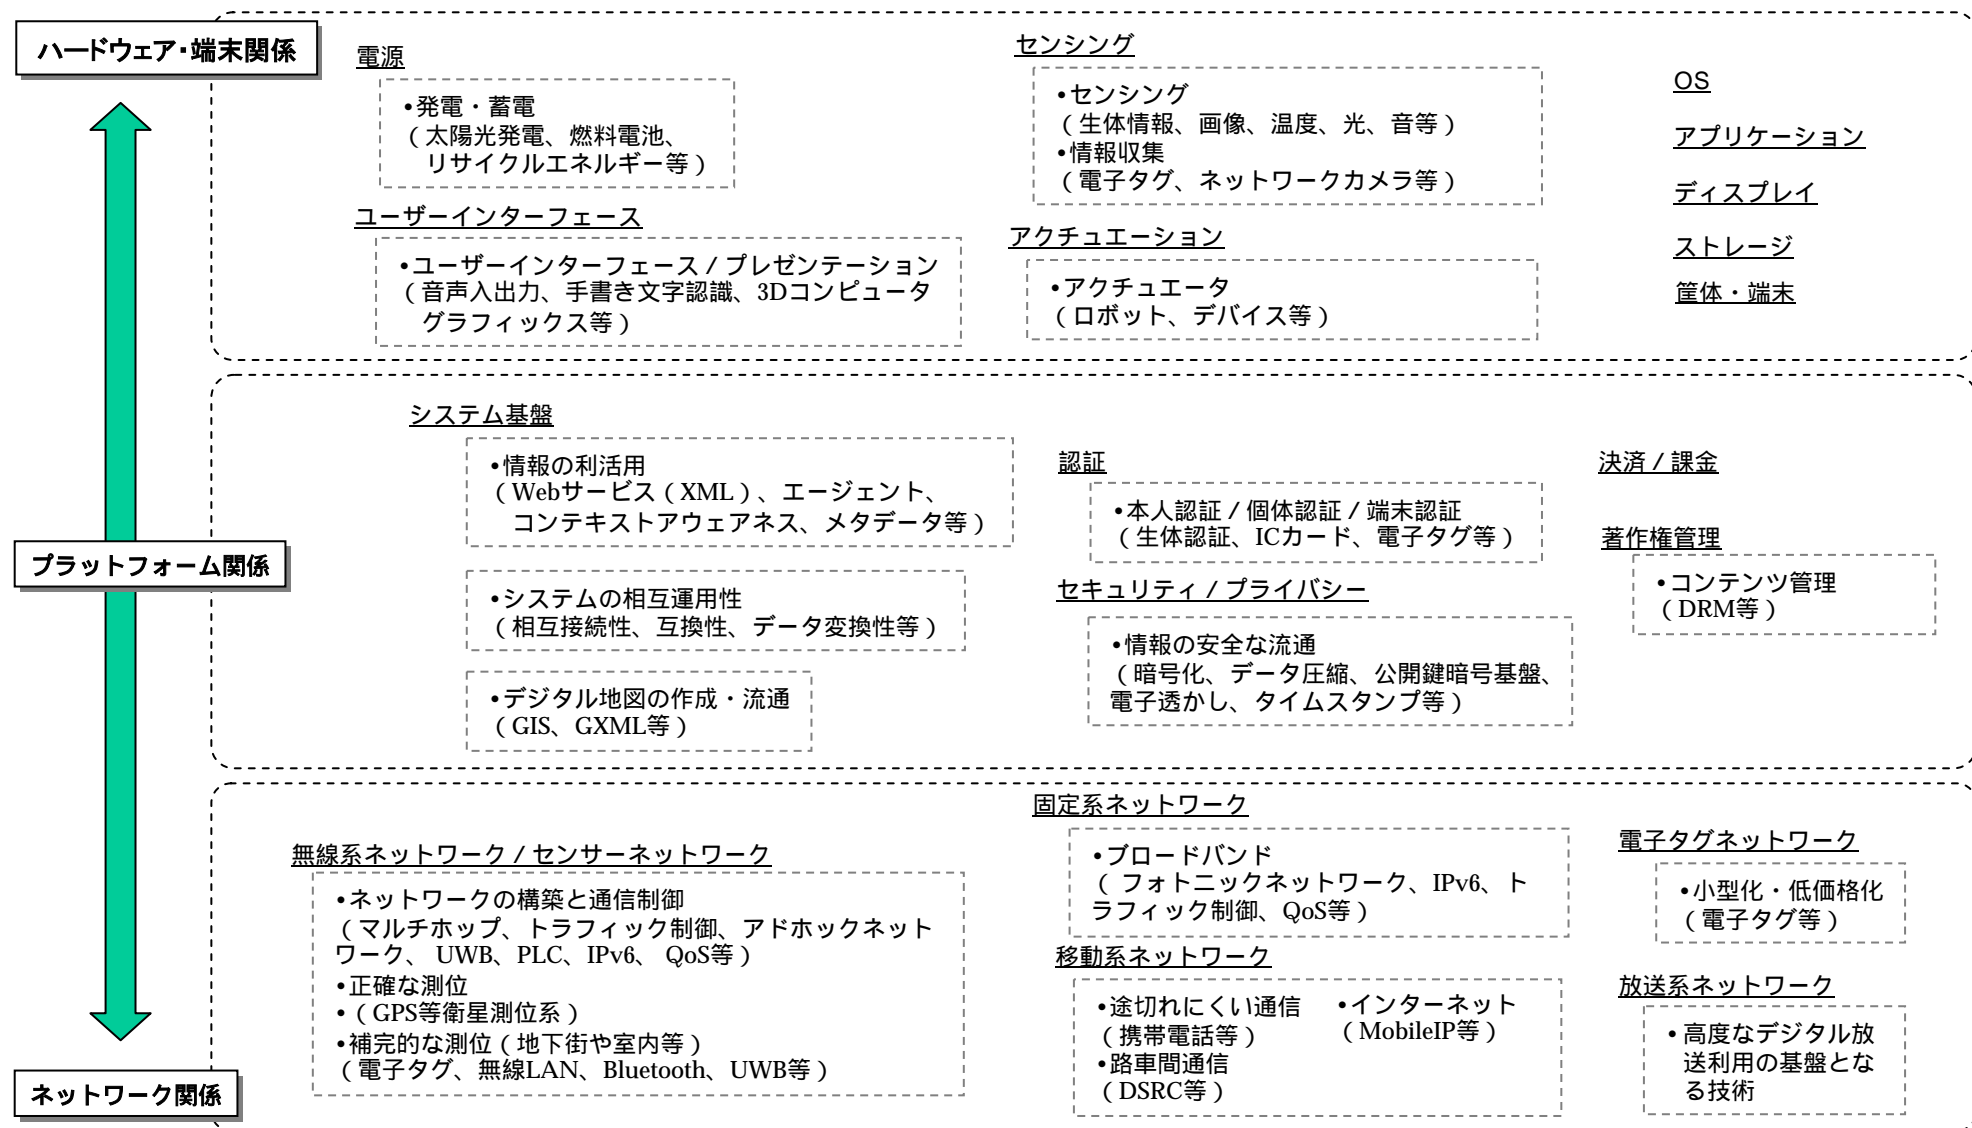 ハードウェア･端末関係
電源
•発電・蓄電
（太陽光発電、燃料電池、
リサイクルエネルギー等）
ユーザーインターフェース
•ユーザーインターフェース / プレゼンテーション
（音声入出力、手書き文字認識、3Dコンピュータ
グラフィックス等）
センシング
•センシング
（生体情報、画像、温度、光、音等）
•情報収集
（電子タグ、ネットワークカメラ等）
アクチュエーション
•アクチュエータ
（ロボット、デバイス等）
OS
アプリケーション
ディスプレイ
ストレージ
筐体・端末
プラットフォーム関係
システム基盤
•情報の利活用
（Webサービス（XML）、エージェント、
コンテキストアウェアネス、メタデータ等）
•システムの相互運用性
（相互接続性、互換性、データ変換性等）
•デジタル地図の作成・流通
（GIS、GXML等）
認証
•本人認証 / 個体認証 / 端末認証
（生体認証、ICカード、電子タグ等）
セキュリティ / プライバシー
•情報の安全な流通
（暗号化、データ圧縮、公開鍵暗号基盤、
電子透かし、タイムスタンプ等）
決済 / 課金
著作権管理
•コンテンツ管理
（DRM等）
ネットワーク関係
無線系ネットワーク / センサーネットワーク
•ネットワークの構築と通信制御
（マルチホップ、トラフィック制御、アドホックネット
ワーク、 UWB、PLC、IPv6、 QoS等）
•正確な測位
•（GPS等衛星測位系）
•補完的な測位（地下街や室内等）
（電子タグ、無線LAN、Bluetooth、UWB等）
固定系ネットワーク
•ブロードバンド
（ フォトニックネットワーク、IPv6、ト
ラフィック制御、QoS等）
移動系ネットワーク
•途切れにくい通信
（携帯電話等）
•路車間通信
（DSRC等）
•インターネット
（MobileIP等）
電子タグネットワーク
•小型化・低価格化
（電子タグ等）
放送系ネットワーク
•高度なデジタル放
送利用の基盤とな
る技術